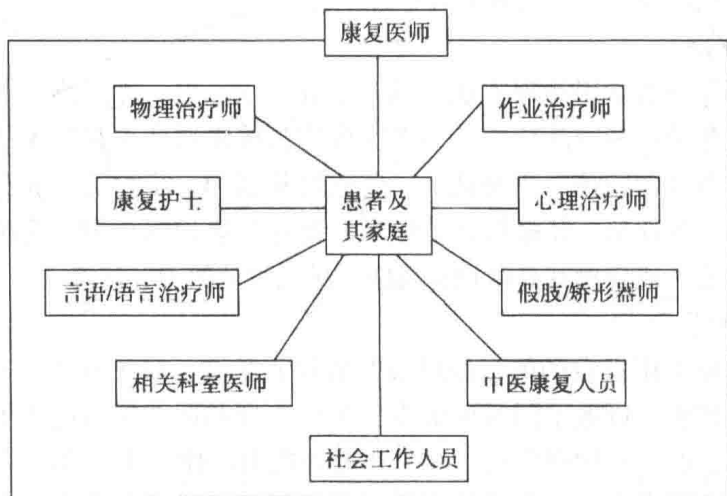 康复医师
物理治疗师
作业治疗师
康复护士
患者及
其家庭
心理治疗师
言语/语言治疗师
假肢/矫形器师
相关科室医师
中医康复人员
社会工作人员